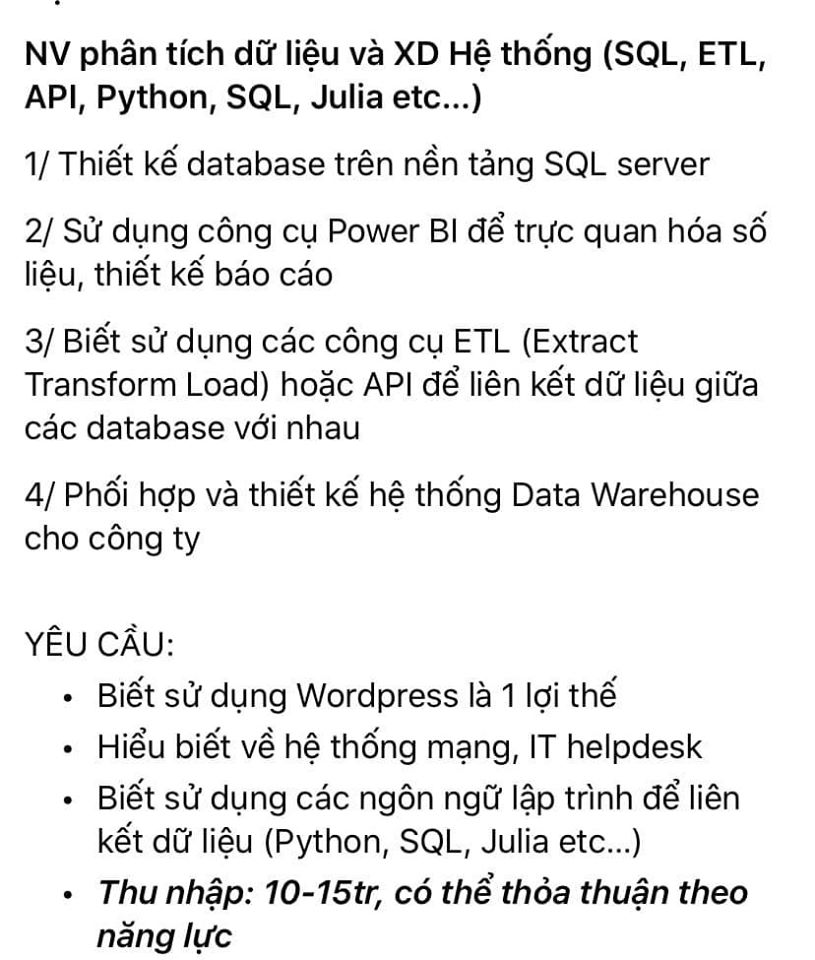 NV phân tích dữ liệu và XD Hệ thống (SQL, ETL,
API, Python, SQL, Julia etc...)
1/ Thiết kế database trên nền tảng SQL server
2/ Sử dụng công cụ Power BI để trực quan hóa số
liệu, thiết kế báo cáo
3/ Biết sử dụng các công cụ ETL (Extract
Transform Load) hoặc API để liên kết dữ liệu giữa
các database với nhau
4/ Phối hợp và thiết kế hệ thống Data Warehouse
cho công ty
YÊU CẦU:
• Biết sử dụng Wordpress là 1 lợi thế
• Hiểu biết về hệ thống mạng, IT helpdesk
• Biết sử dụng các ngôn ngữ lập trình để liên
kết dữ liệu (Python, SQL, Julia etc...)
• Thu nhập: 10-15tr, có thể thỏa thuận theo
năng lực